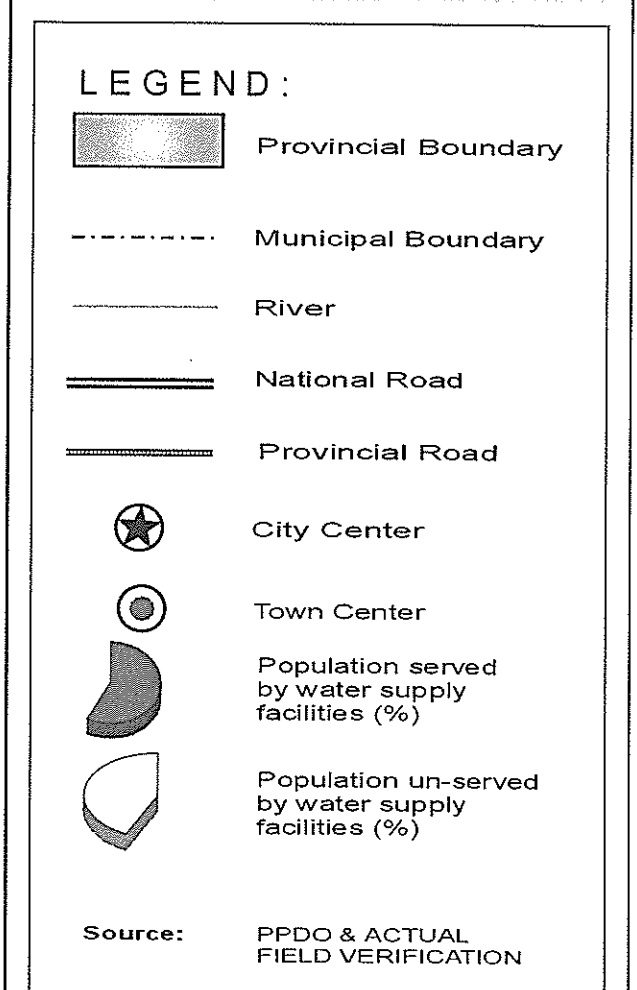 LEGEND:
Provincial Boundary
Municipal Boundary
River
National Road
Provincial Road
City Center
Town Center
Population served
by water supply
facilities (%)
Population un-served
by water supply
facilities (%)
Source: PPDO & ACTUAL
FIELD VERIFICATION